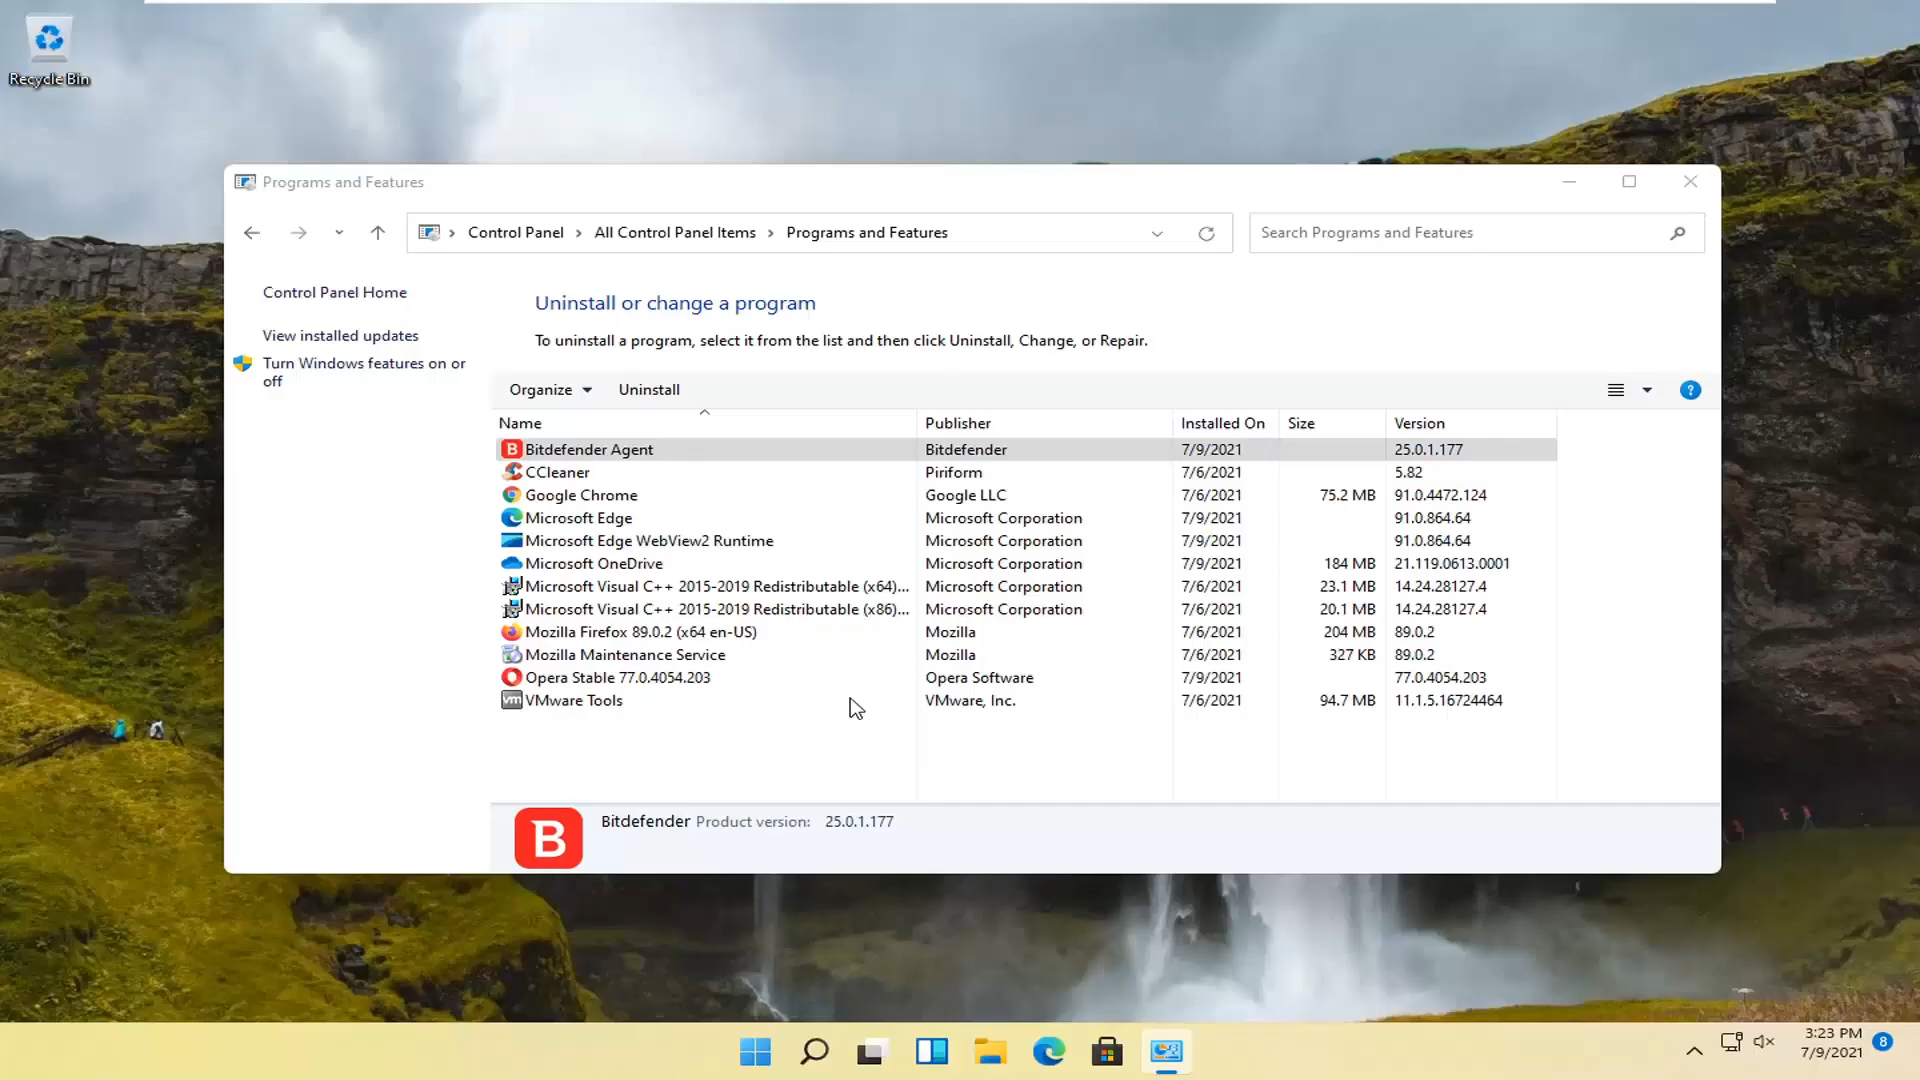 Recycle Bin
Programs and Features
Control Panel
All Control Panel Items
Programs and Features
Search Programs and Features
Control Panel Home
View installed updates
Turn Windows features on or
off
Uninstall or change a program
To uninstall a program, select it from the list and then click Uninstall, Change, or Repair.
Organize Uninstall ?
Name Publisher Installed On Size Version
B Bitdefender Agent Bitdefender 7/9/2021 25.0.1.177
CCleaner Piriform 7/6/2021 5.82
Google Chrome Google LLC 7/6/2021 75.2 MB 91.0.4472.124
Microsoft Edge Microsoft Corporation 7/9/2021 91.0.864.64
Microsoft Edge WebView2 Runtime Microsoft Corporation 7/9/2021 91.0.864.64
Microsoft OneDrive Microsoft Corporation 7/9/2021 184 MB 21.119.0613.0001
Microsoft Visual C++ 2015-2019 Redistributable (x64)... Microsoft Corporation 7/6/2021 23.1 MB 14.24.28127.4
Microsoft Visual C++ 2015-2019 Redistributable (x86)... Microsoft Corporation 7/6/2021 20.1 MB 14.24.28127.4
Mozilla Firefox 89.0.2 (x64 en-US) Mozilla 7/6/2021 204 MB 89.0.2
Mozilla Maintenance Service Mozilla 7/6/2021 327 KB 89.0.2
Opera Stable 77.0.4054.203 Opera Software 7/9/2021 77.0.4054.203
vm VMware Tools VMware, Inc. 7/6/2021 94.7 MB 11.1.5.16724464
B Bitdefender Product version: 25.0.1.177
3:23 PM
7/9/2021
8